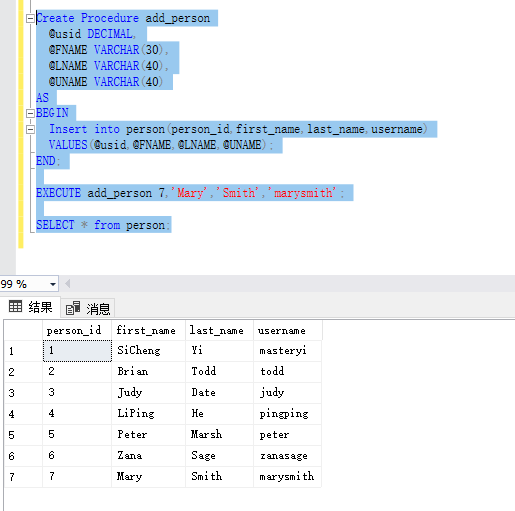 Create Procedure add_person
@usid DECIMAL,
@FNAME VARCHAR(30),
@LNAME VARCHAR(40),
@UNAME VARCHAR(40)
AS
BEGIN
Insert into person(person_id,first_name,last_name,username)
VALUES(@usid,@FNAME,@LNAME,@UNAME);
END;
EXECUTE add_person 7,'Mary','Smith','marysmith';
SELECT * from person;
99 %
结果 消息
person_id first_name last_name username
1 1 SiCheng Yi masteryi
2 2 Brian Todd todd
3 3 Judy Date judy
4 4 LiPing He pingping
5 5 Peter Marsh peter
6 6 Zana Sage zanasage
7 7 Mary Smith marysmith